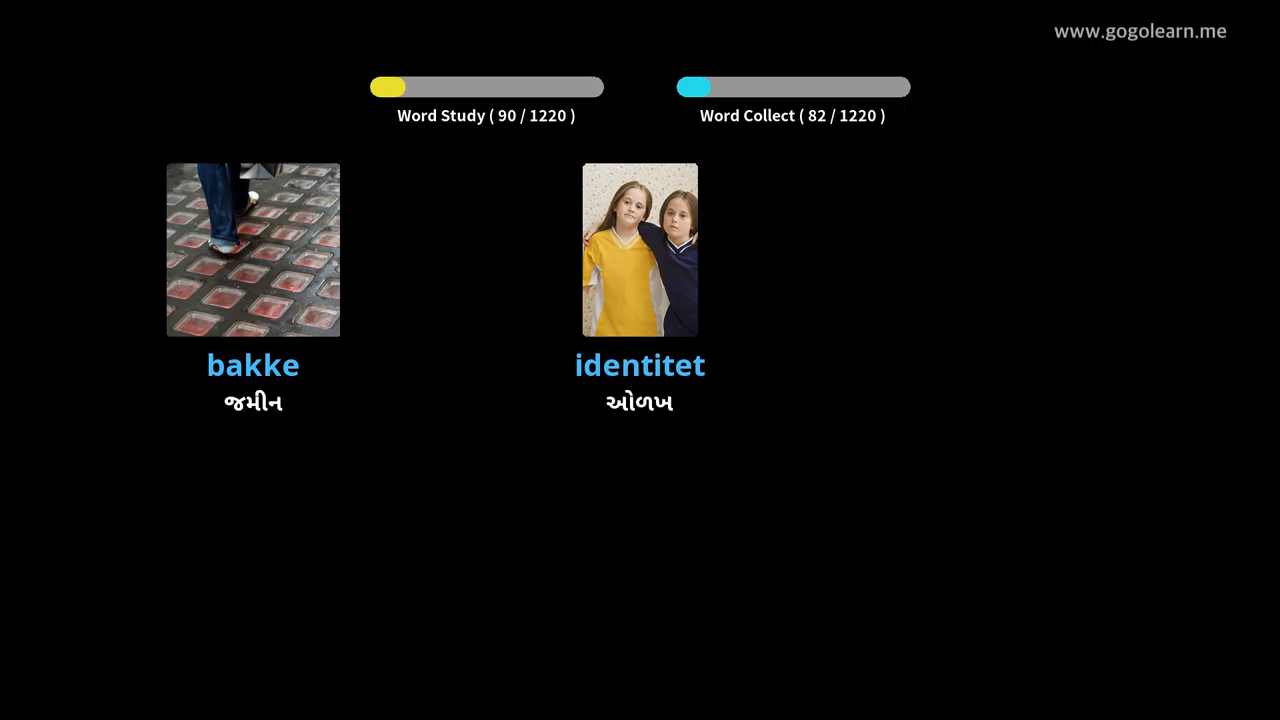 www.gogolearn.me
Word Study ( 90 / 1220 )
Word Collect ( 82 / 1220 )
bakke
જમીન
identitet
ઓળખ